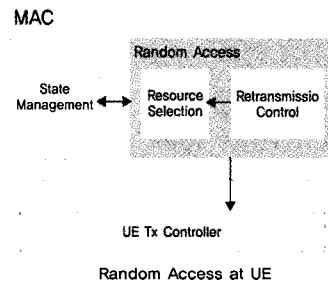 MAC
Random Access
State
Management
Resource
Selection
Retransmissio
Control
UE Tx Controller
Random Access at UE